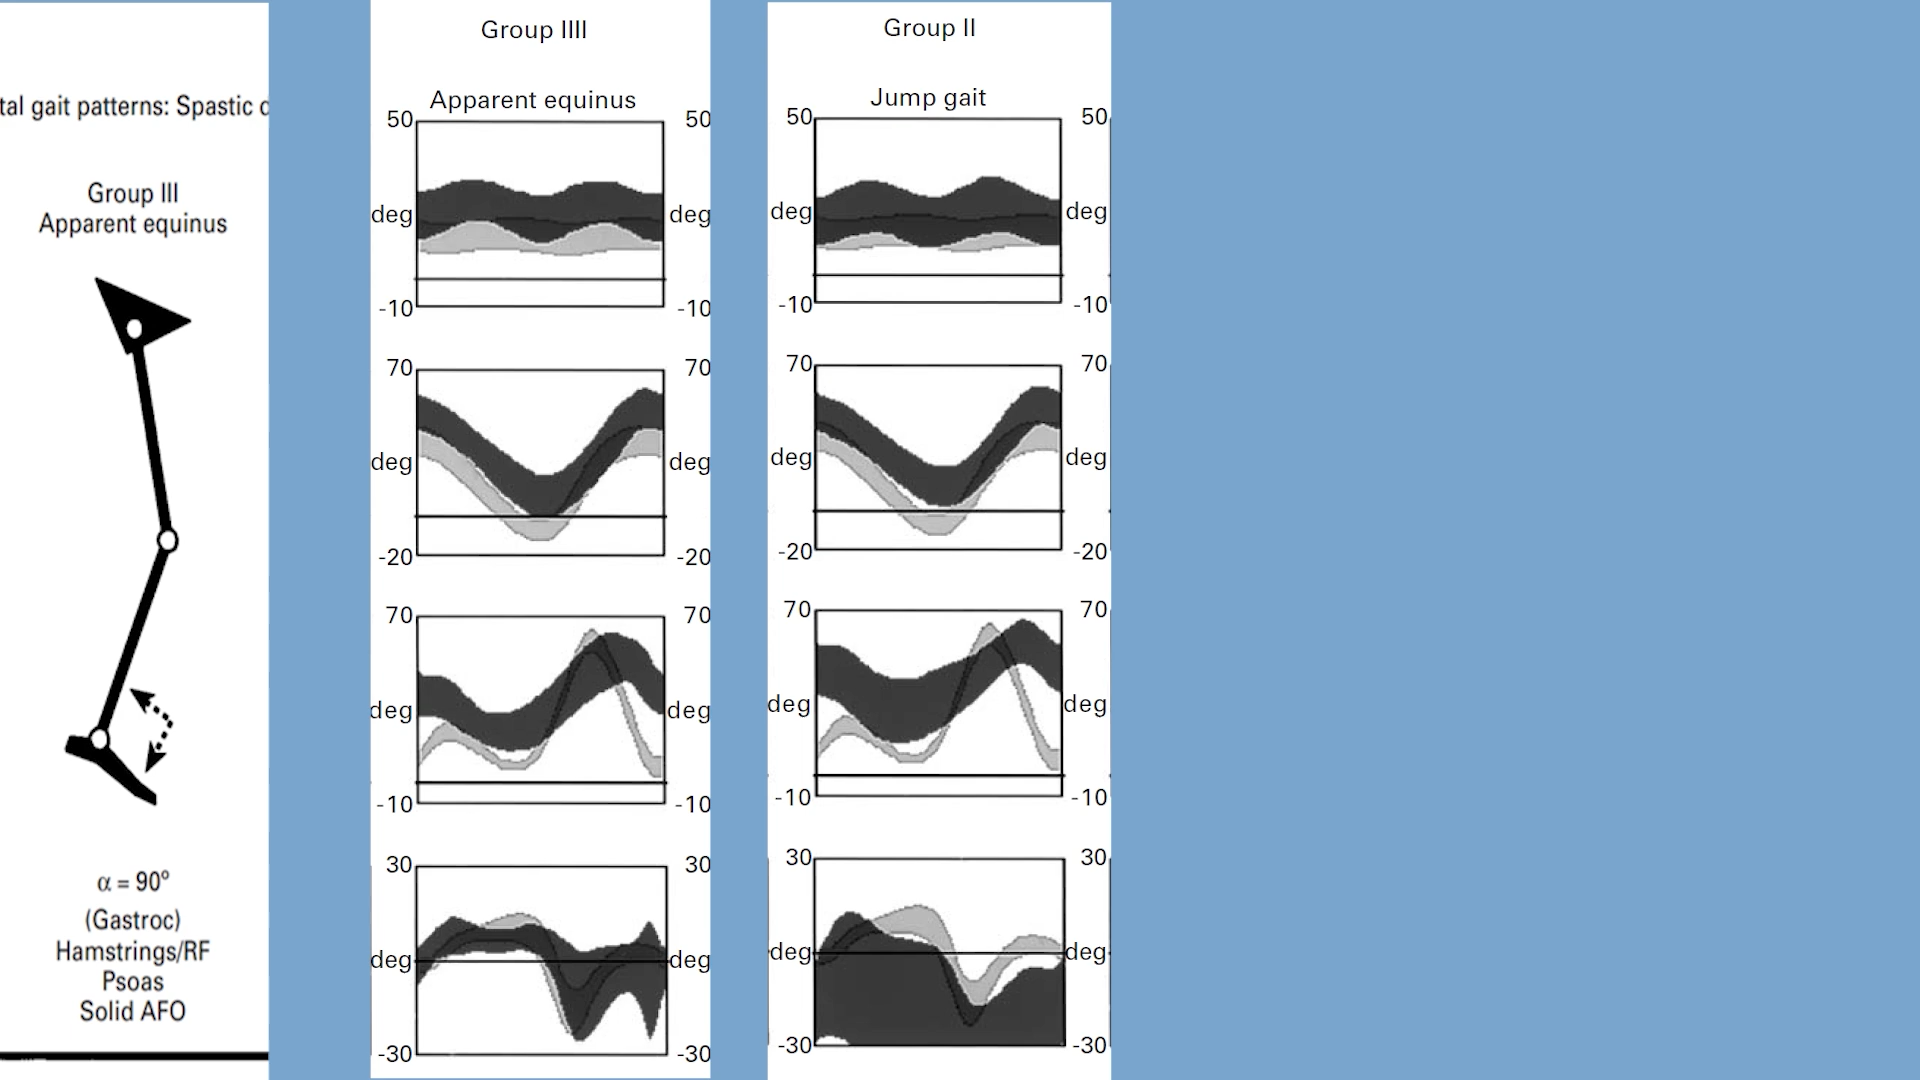 tal gait patterns: Spastic
Group III
Apparent equinus
α = 90º
(Gastroc)
Hamstrings/RF
Psoas
Solid AFO
Group IIII
Apparent equinus
50
50
deg
deg
-10
-10
70
70
deg
deg
-20
-20
70
70
deg
deg
-10
-10
30
30
deg
deg
-30
-30
Group II
Jump gait
50
50
deg
deg
-10
-10
70
70
deg
deg
-20
-20
70
70
deg
deg
-10
-10
30
30
deg
deg
-30
-30